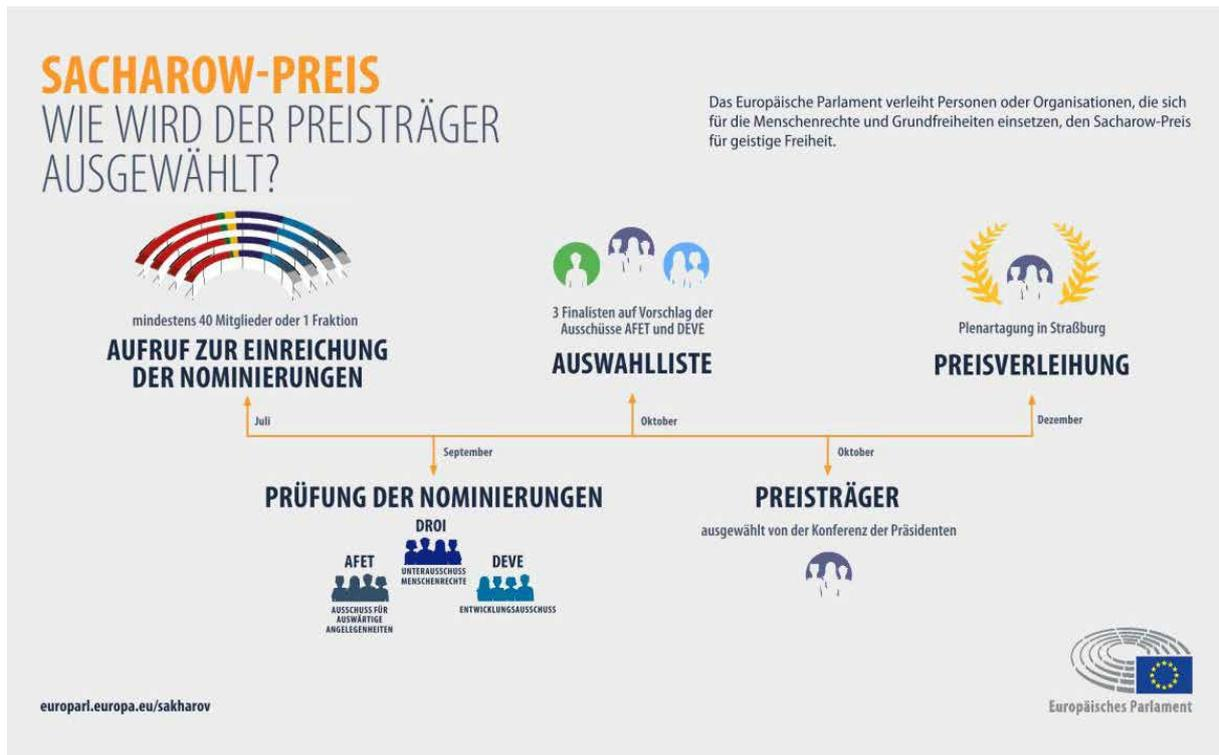 SACHAROW-PREIS
WIE WIRD DER PREISTRÄGER
AUSGEWÄHLT?
Das Europäische Parlament verleiht Personen oder Organisationen, die sich
für die Menschenrechte und Grundfreiheiten einsetzen, den Sacharow-Preis
für geistige Freiheit.
mindestens 40 Mitglieder oder 1 Fraktion
AUFRUF ZUR EINREICHUNG
DER NOMINIERUNGEN
Juli
September
PRÜFUNG DER NOMINIERUNGEN
AFET
AUSSCHUSS FÜR
AUSWÄRTIGE
ANGELEGENHEITEN
DROI
UNTERAUSSCHUSS
MENSCHENRECHTE
DEVE
ENTWICKLUNGSAUSSCHUSS
3 Finalisten auf Vorschlag der
Ausschüsse AFET und DEVE
AUSWAHLLISTE
Oktober
Oktober
PREISTRÄGER
ausgewählt von der Konferenz der Präsidenten
Plenartagung in Straßburg
PREISVERLEIHUNG
Dezember
europarl.europa.eu/sakharov
Europäisches Parlament